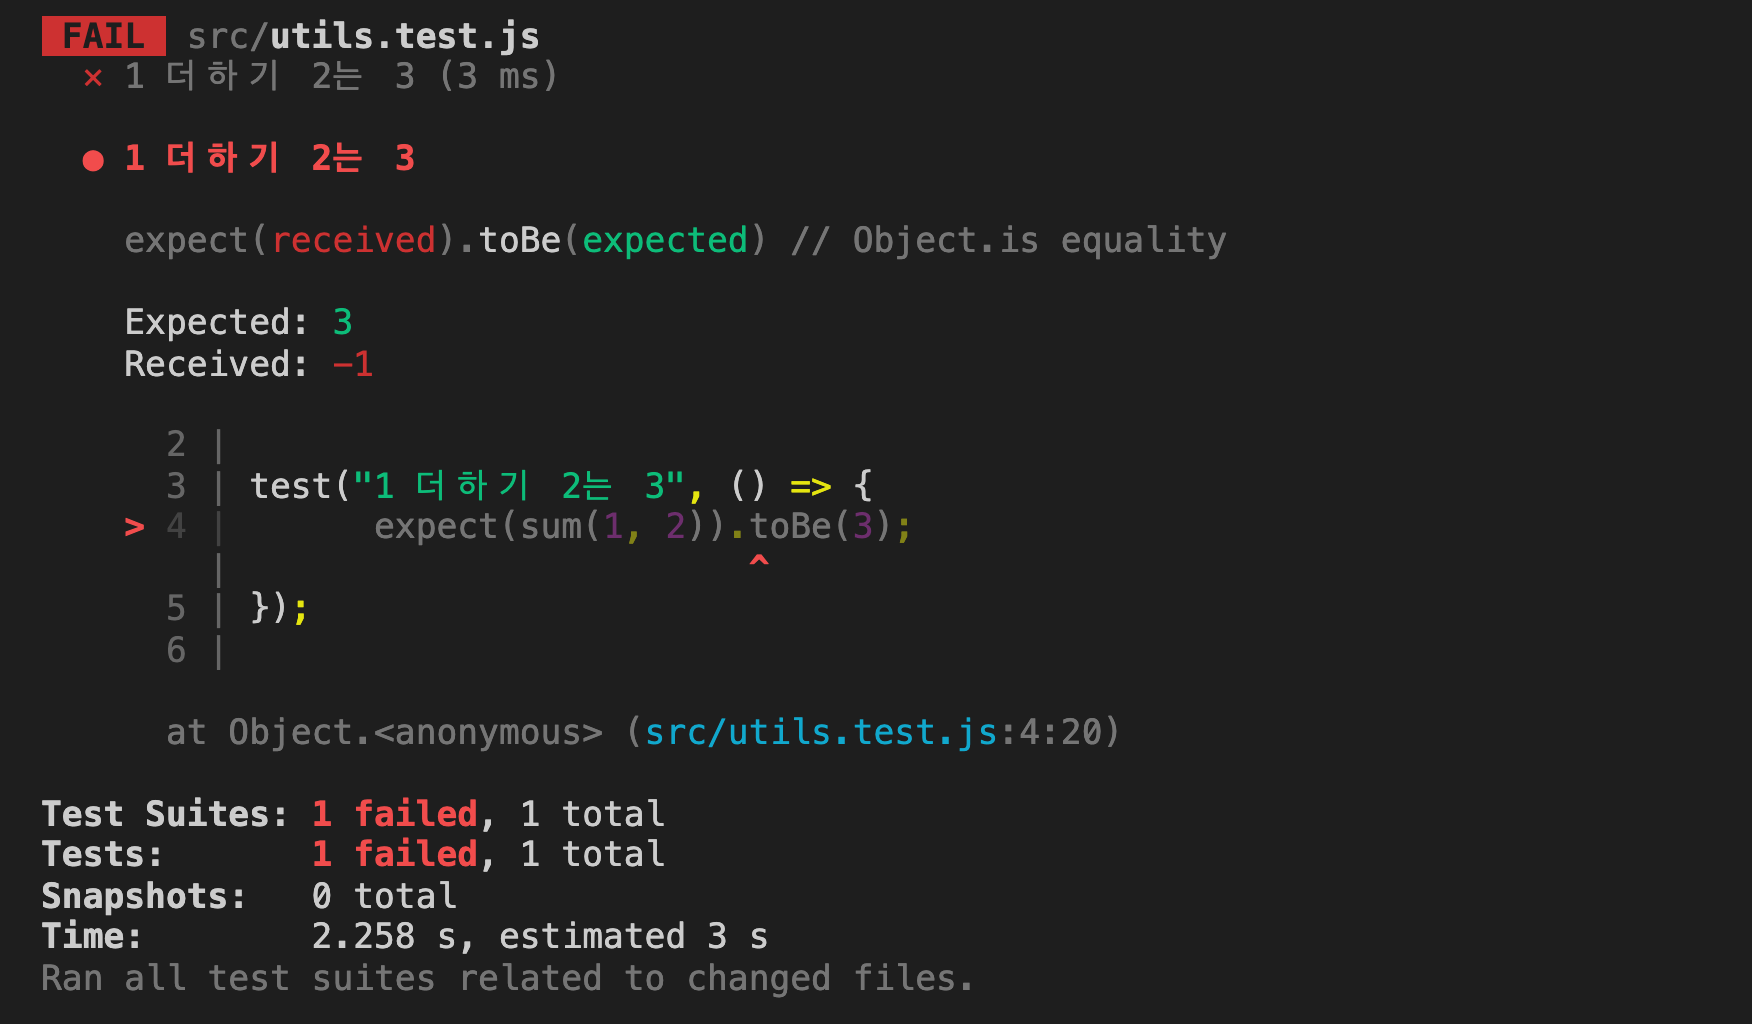 FAIL src/utils.test.js
✕ 1 더하기 2는 3 (3 ms)
● 1 더하기 2는 3
expect(received).toBe(expected) // Object.is equality
Expected: 3
Received: -1
2 |
3 | test("1 더하기 2는 3", () => {
> 4 | expect(sum(1, 2)).toBe(3);
| ^
5 | });
6 |
at Object.<anonymous> (src/utils.test.js:4:20)
Test Suites: 1 failed, 1 total
Tests: 1 failed, 1 total
Snapshots: 0 total
Time: 2.258 s, estimated 3 s
Ran all test suites related to changed files.